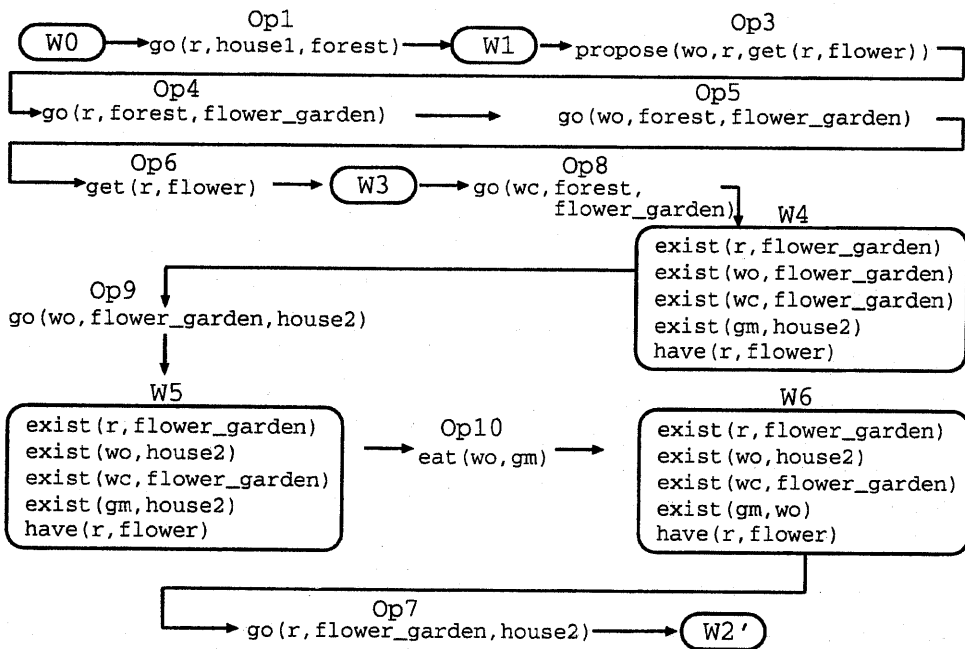 Op1
Op3
W0
go(r,house1,forest)
W1
propose(wo,r,get(r,flower))
Op4
Op5
go(r,forest,flower_garden)
go(wo,forest,flower_garden)
Op6
Op8
get(r,flower)
W3
go(wc,forest,
flower_garden)
W4
exist(r,flower_garden)
exist(wo,flower_garden)
exist(wc,flower_garden)
exist(gm,house2)
have(r,flower)
Op9
go(wo,flower_garden,house2)
W5
exist(r,flower_garden)
exist(wo,house2)
exist(wc,flower_garden)
exist(gm,house2)
have(r,flower)
Op10
eat(wo,gm)
W6
exist(r,flower_garden)
exist(wo,house2)
exist(wc,flower_garden)
exist(gm,wo)
have(r,flower)
Op7
go(r,flower_garden,house2)
W2'